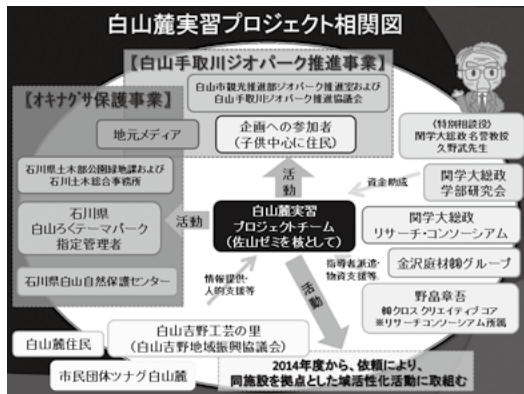 白山麓実習プロジェクト相関図
【白山手取川ジオパーク推進事業】
白山市観光推進部ジオパーク推進室および
白山手取川ジオパーク推進協議会
【オキナグサ保護事業】
地元メディア
企画への参加者
(子供中心に住民)
《特別相談役》
関学大総政名誉教授
久野武先生
石川県土木部公園緑地課および
石川土木総合事務所
活動
資金助成
関学大総政
学部研究会
石川県
白山ろくテーマパーク
指定管理者
活動
白山麓実習
プロジェクトチーム
(佐山ゼミを核として)
関学大総政
リサーチ・コンソーシアム
指導者派遣・
物資支援等
金沢庭材㈲グループ
石川県白山自然保護センター
情報提供・
人的支援等
活動
野畠章吾
㈲クロス クリエイティブ コア
※リサーチコンソーシアム所属
白山麓住民
白山吉野工芸の里
(白山吉野地域振興協議会)
市民団体ツナグ白山麓
2014年度から、依頼により、
同施設を拠点とした域活性化活動に取組む